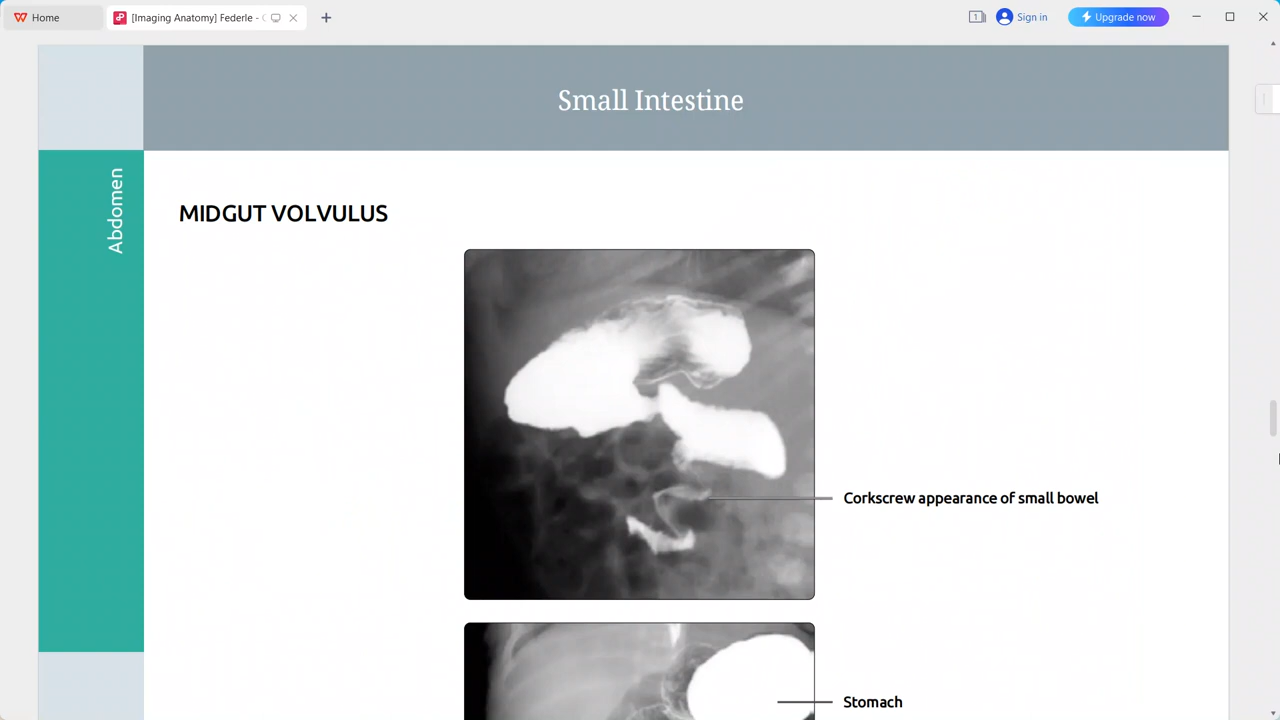 Home
[Imaging Anatomy] Federle -
1
Sign in
Upgrade now
Small Intestine
Abdomen
MIDGUT VOLVULUS
Corkscrew appearance of small bowel
Stomach